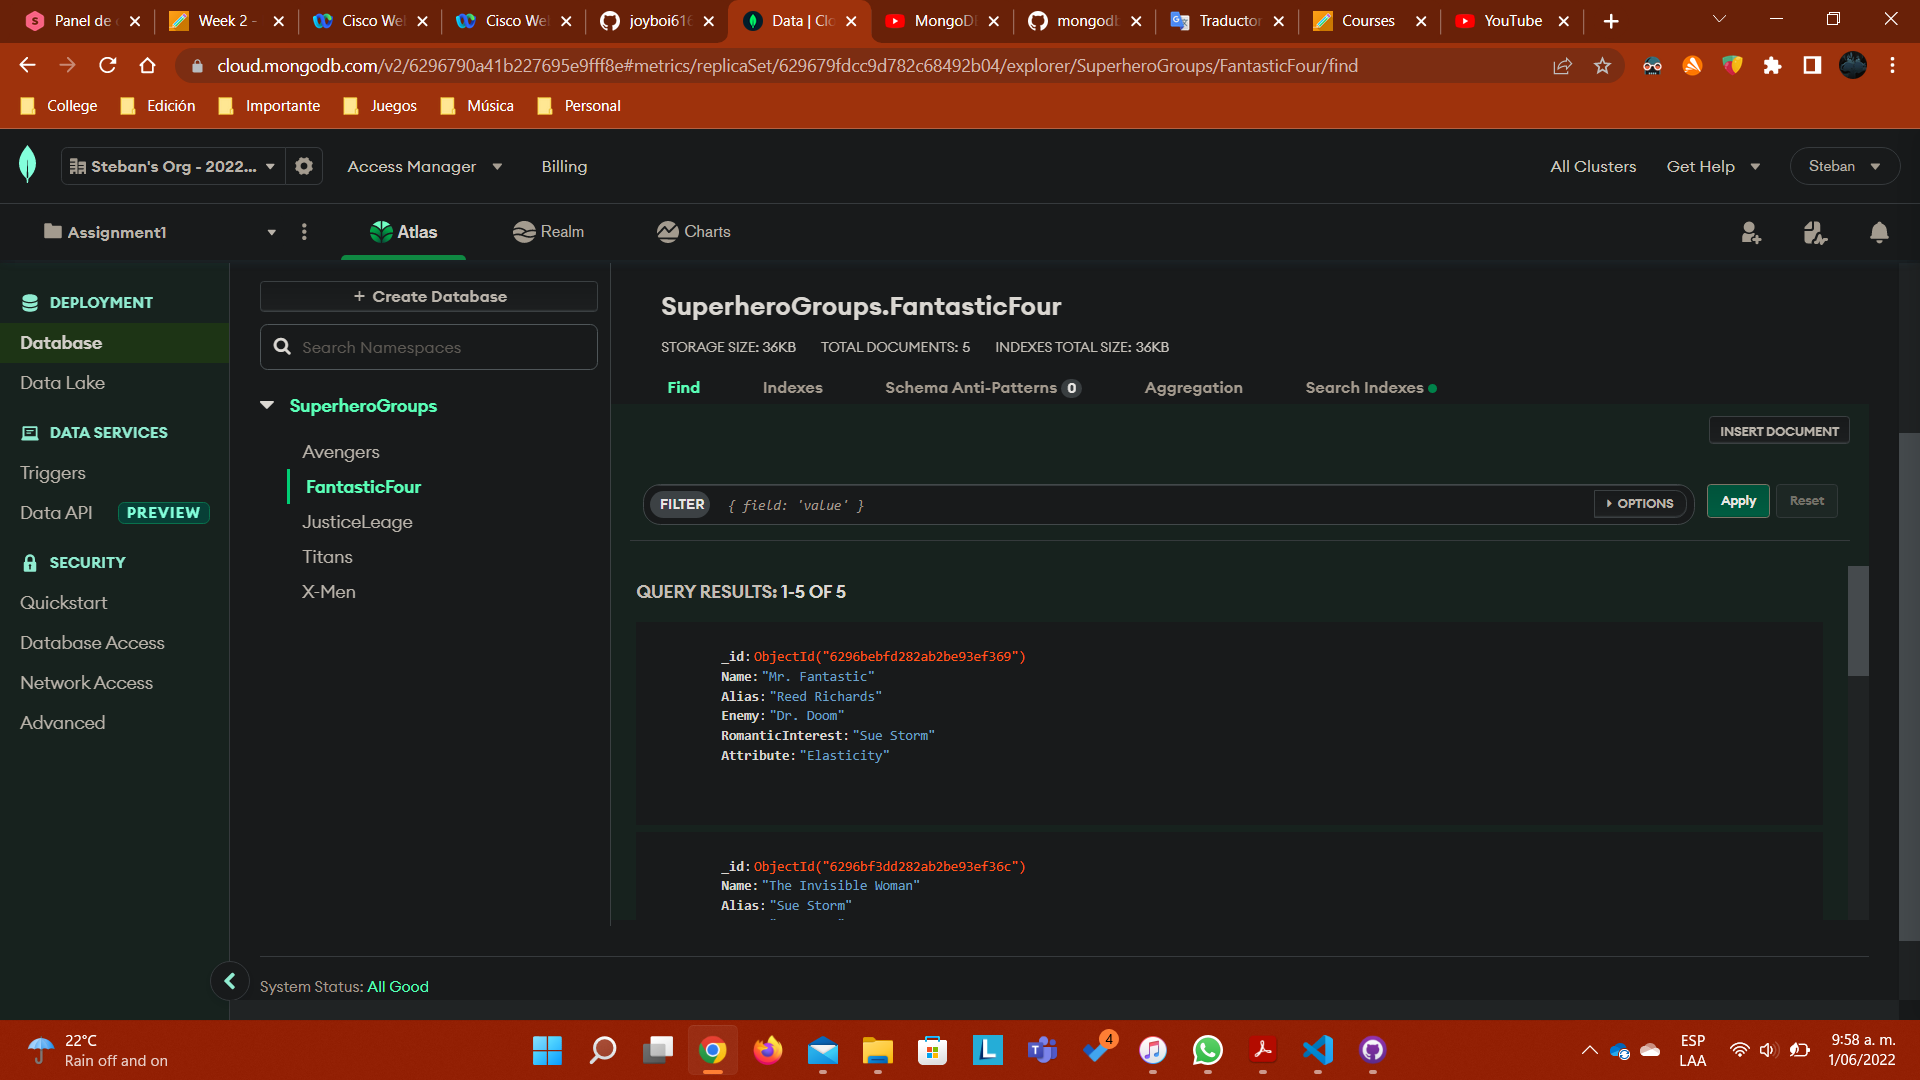 Panel de
Week 2 -
Cisco We
Cisco We
joyboi616
Data | Clo
MongoD
mongodb
Traductor
Courses
YouTube
cloud.mongodb.com/v2/6296790a41b227695e9fff8e#metrics/replicaSet/629679fdcc9d782c68492b04/explorer/SuperheroGroups/FantasticFour/find
College
Edición
Importante
Juegos
Música
Personal
Steban's Org - 2022...
Access Manager
Billing
All Clusters
Get Help
Steban
Assignment1
Atlas
Realm
Charts
DEPLOYMENT
Database
Data Lake
DATA SERVICES
Triggers
Data API PREVIEW
SECURITY
Quickstart
Database Access
Network Access
Advanced
+ Create Database
Search Namespaces
SuperheroGroups
Avengers
FantasticFour
JusticeLeage
Titans
X-Men
SuperheroGroups.FantasticFour
STORAGE SIZE: 36KB TOTAL DOCUMENTS: 5 INDEXES TOTAL SIZE: 36KB
Find Indexes Schema Anti-Patterns 0 Aggregation Search Indexes
INSERT DOCUMENT
FILTER { field: 'value' } OPTIONS Apply Reset
QUERY RESULTS: 1-5 OF 5
_id: ObjectId("6296bebfd282ab2be93ef369")
Name: "Mr. Fantastic"
Alias: "Reed Richards"
Enemy: "Dr. Doom"
RomanticInterest: "Sue Storm"
Attribute: "Elasticity"
_id: ObjectId("6296bf3dd282ab2be93ef36c")
Name: "The Invisible Woman"
Alias: "Sue Storm"
System Status: All Good
22°C
Rain off and on
4
ESP
LAA
9:58 a. m.
1/06/2022